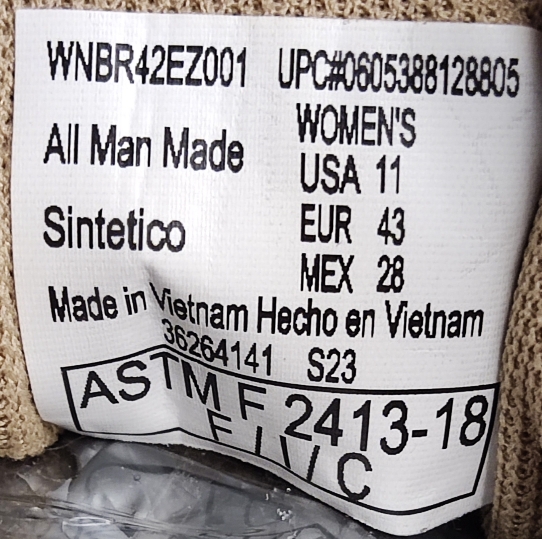 WNBR42EZ001 UPC#0605388128805
All Man Made
WOMEN'S
USA 11
Sintetico
EUR 43
MEX 28
Made in Vietnam Hecho en Vietnam
36264141 S23
ASTM F 2413-18
F / I / C